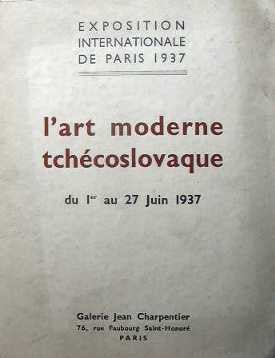 EXPOSITION
INTERNATIONALE
DE PARIS 1937
l'art moderne
tchécoslovaque
du 1er au 27 Juin 1937
Galerie Jean Charpentier
76, rue Faubourg Saint-Honoré
PARIS